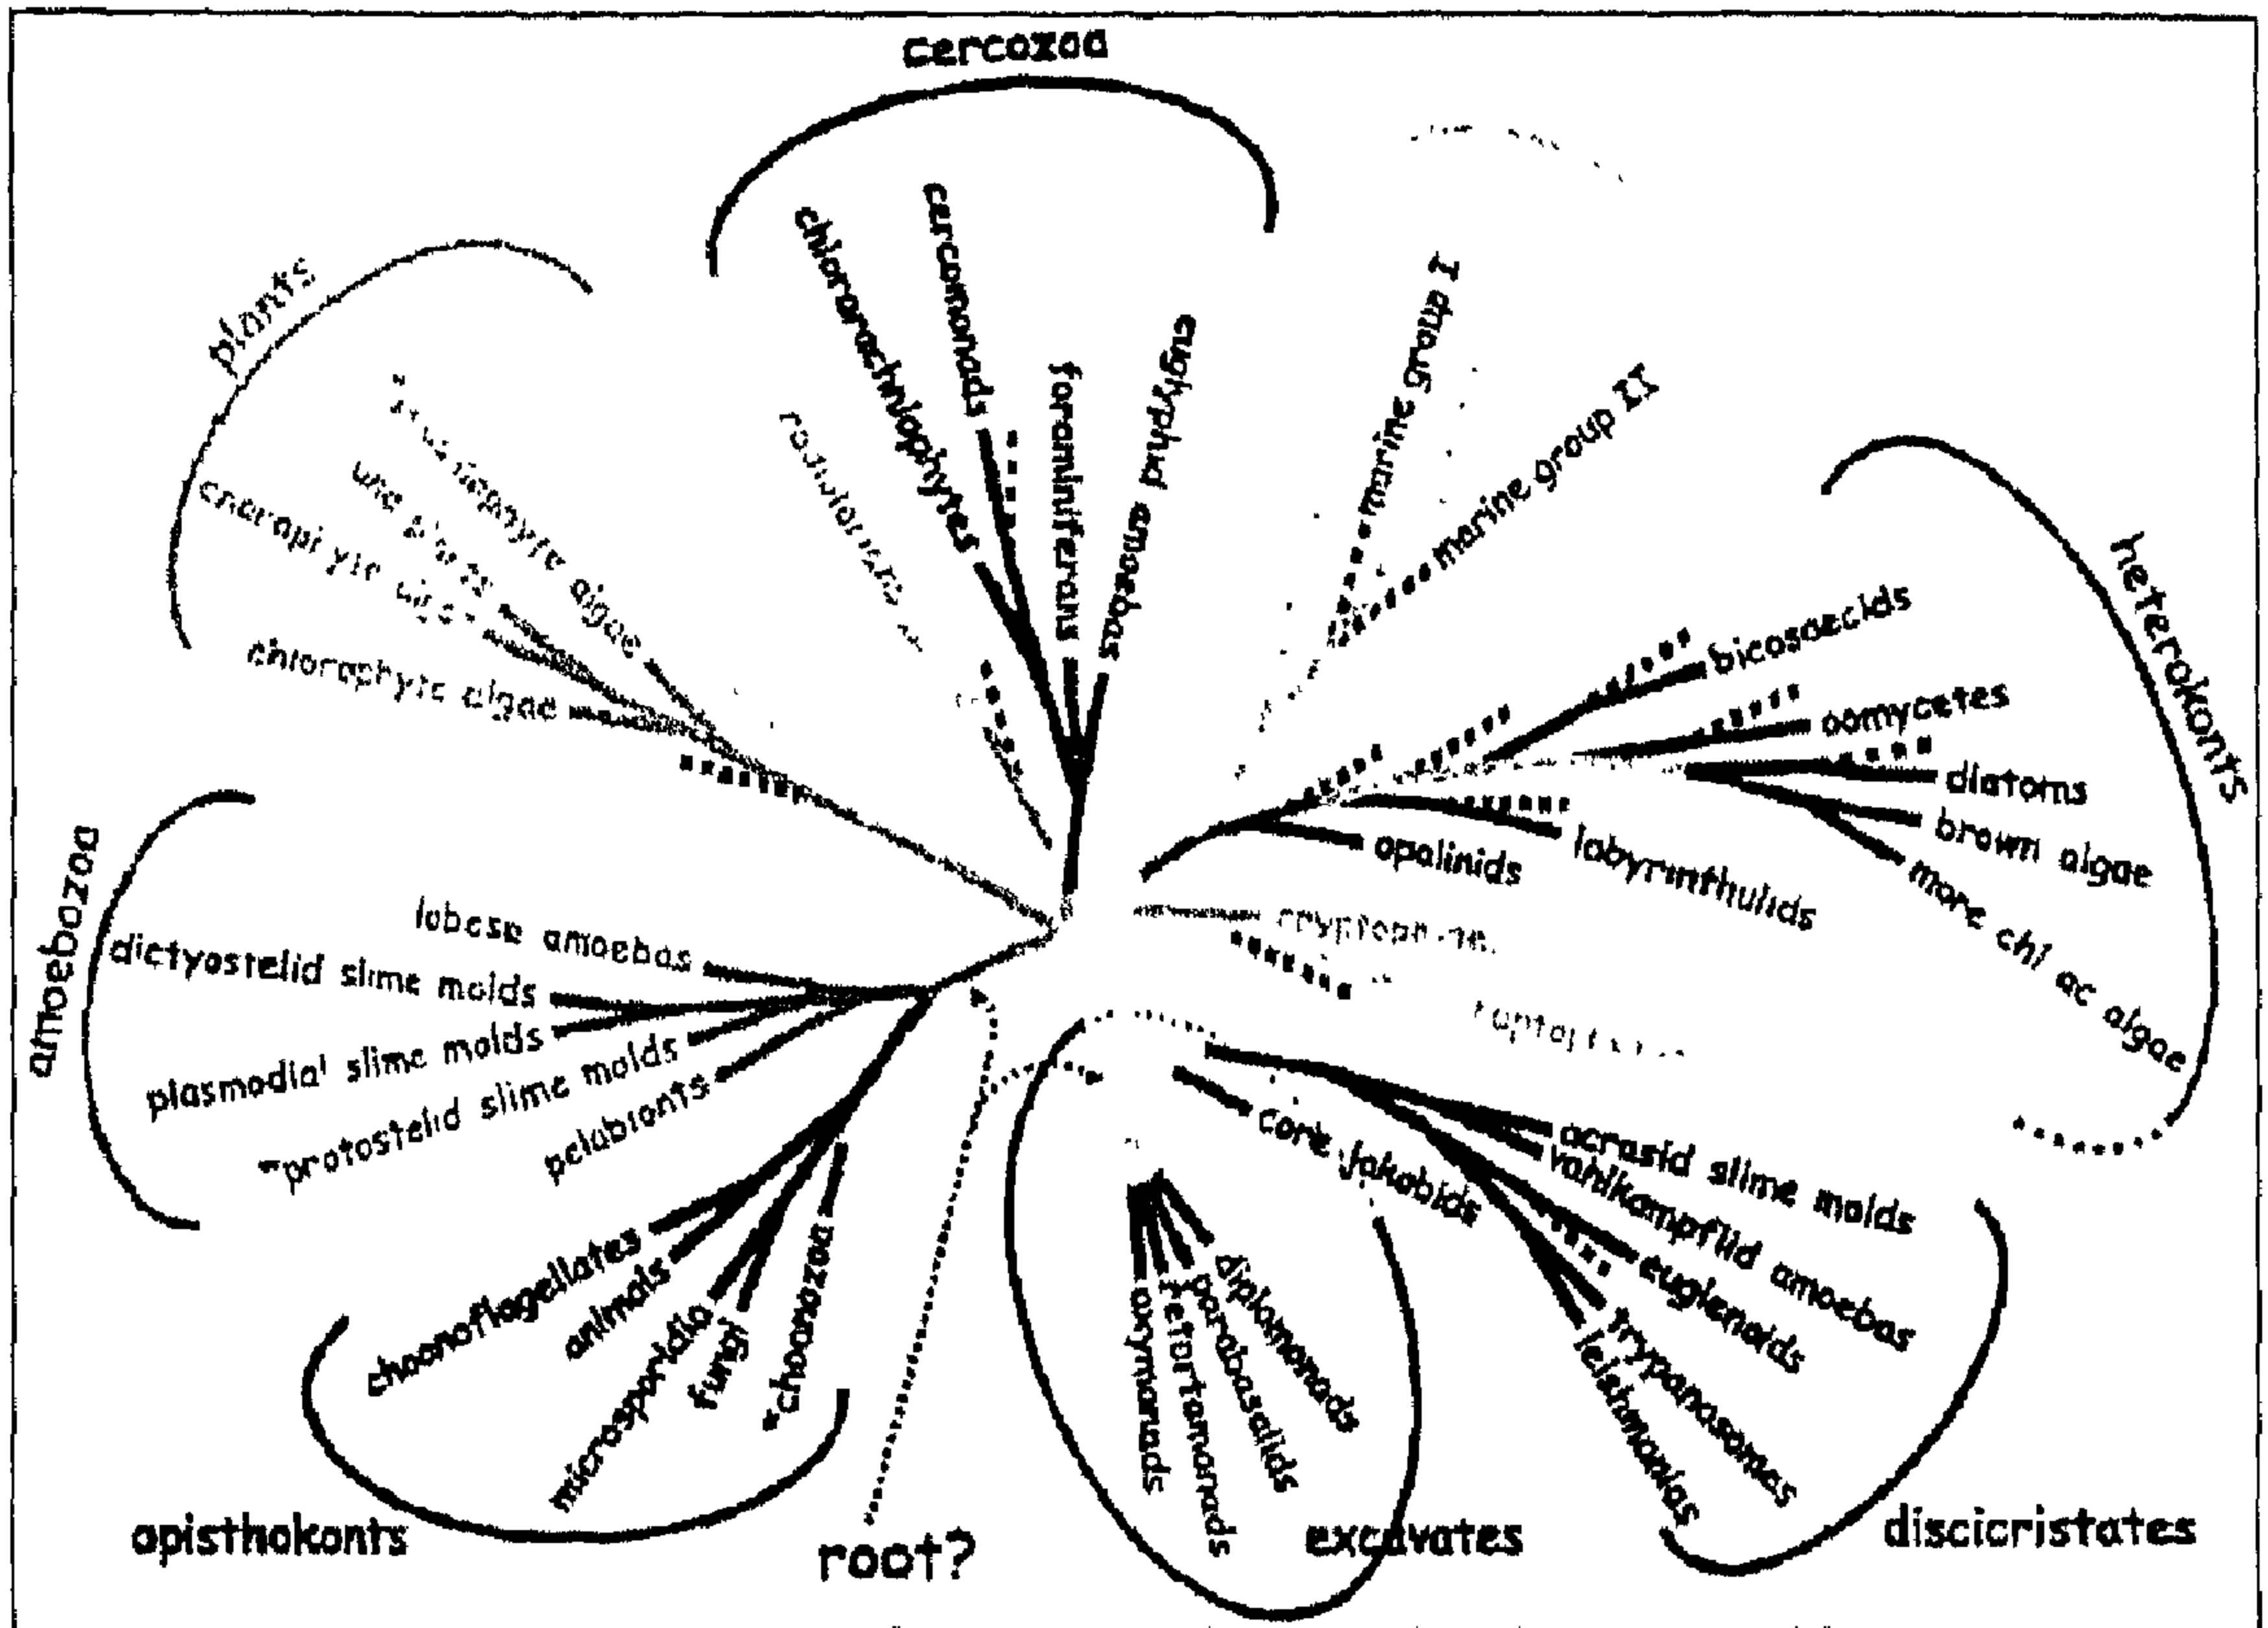 cercozoa
plants
chlorarachniophytes
cercomonads
foraminiferans
euglyphid amoebas
marine group I
marine group II
heterokonts
algae
chlorophyte algae
bicosoecids
oomycetes
diatoms
brown algae
more chl ac algae
labyrinthulids
opalinids
amoebozoa
lobose amoebas
dictyostelid slime molds
plasmodial slime molds
protostelid slime molds
pelobionts
choanoflagellates
animals
microsporidia
fungi
choanozoa
opisthokonts
root?
core jakobids
diplomonads
parabasalids
retortamonads
oxymonads
excavates
acrasid slime molds
vahlkampfiid amoebas
euglenoids
trypanosomes
leishmanias
discicristates